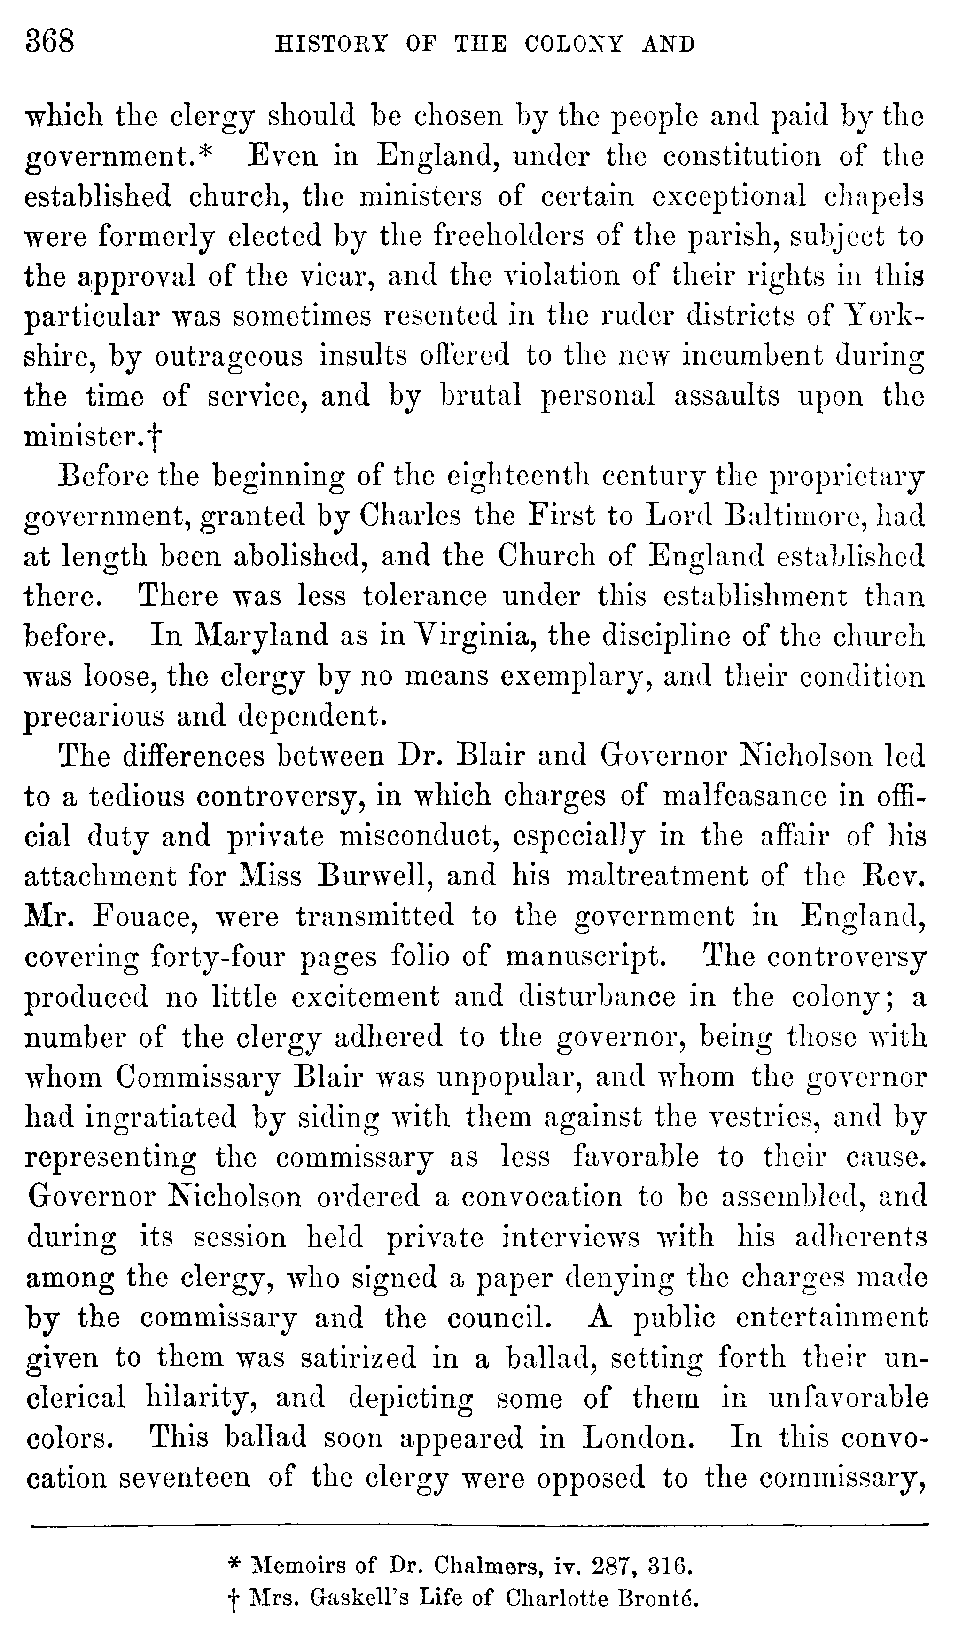 368 HISTORY OF THE COLONY AND
which the clergy should be chosen by the people and paid by the
government.* Even in England, under the constitution of the
established church, the ministers of certain exceptional chapels
were formerly elected by the freeholders of the parish, subject to
the approval of the vicar, and the violation of their rights in this
particular was sometimes resented in the ruder districts of York-
shire, by outrageous insults offered to the new incumbent during
the time of service, and by brutal personal assaults upon the
minister.†
Before the beginning of the eighteenth century the proprietary
government, granted by Charles the First to Lord Baltimore, had
at length been abolished, and the Church of England established
there. There was less tolerance under this establishment than
before. In Maryland as in Virginia, the discipline of the church
was loose, the clergy by no means exemplary, and their condition
precarious and dependent.
The differences between Dr. Blair and Governor Nicholson led
to a tedious controversy, in which charges of malfeasance in offi-
cial duty and private misconduct, especially in the affair of his
attachment for Miss Burwell, and his maltreatment of the Rev.
Mr. Fouace, were transmitted to the government in England,
covering forty-four pages folio of manuscript. The controversy
produced no little excitement and disturbance in the colony; a
number of the clergy adhered to the governor, being those with
whom Commissary Blair was unpopular, and whom the governor
had ingratiated by siding with them against the vestries, and by
representing the commissary as less favorable to their cause.
Governor Nicholson ordered a convocation to be assembled, and
during its session held private interviews with his adherents
among the clergy, who signed a paper denying the charges made
by the commissary and the council. A public entertainment
given to them was satirized in a ballad, setting forth their un-
clerical hilarity, and depicting some of them in unfavorable
colors. This ballad soon appeared in London. In this convo-
cation seventeen of the clergy were opposed to the commissary,
* Memoirs of Dr. Chalmers, iv. 287, 316.
† Mrs. Gaskell's Life of Charlotte Bronté.